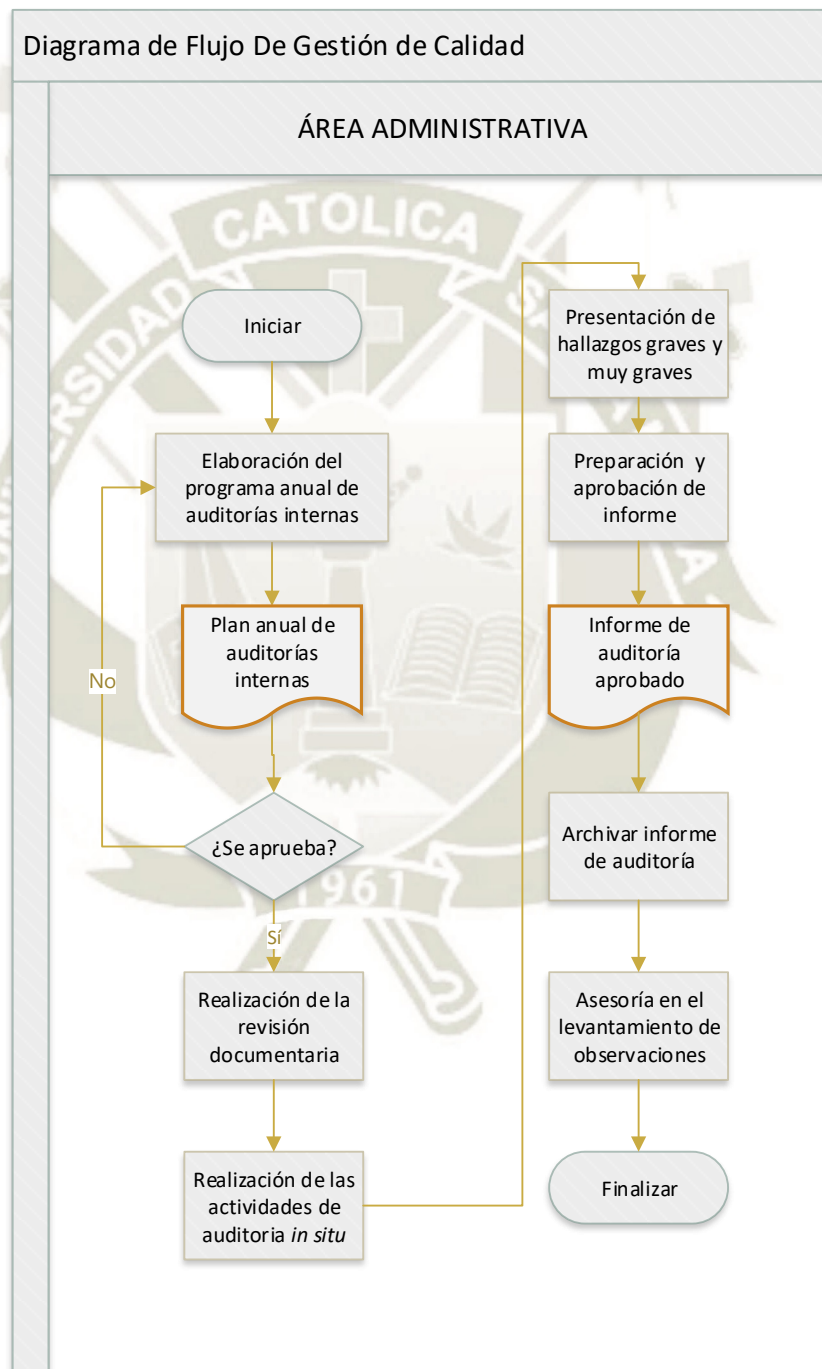 Diagrama de Flujo De Gestión de Calidad
ÁREA ADMINISTRATIVA
Iniciar
Elaboración del
programa anual de
auditorías internas
Plan anual de
auditorías
internas
No
¿Se aprueba?
Sí
Realización de la
revisión
documentaria
Realización de las
actividades de
auditoria in situ
Presentación de
hallazgos graves y
muy graves
Preparación y
aprobación de
informe
Informe de
auditoría
aprobado
Archivar informe
de auditoría
Asesoría en el
levantamiento de
observaciones
Finalizar
CATOLICA
1961